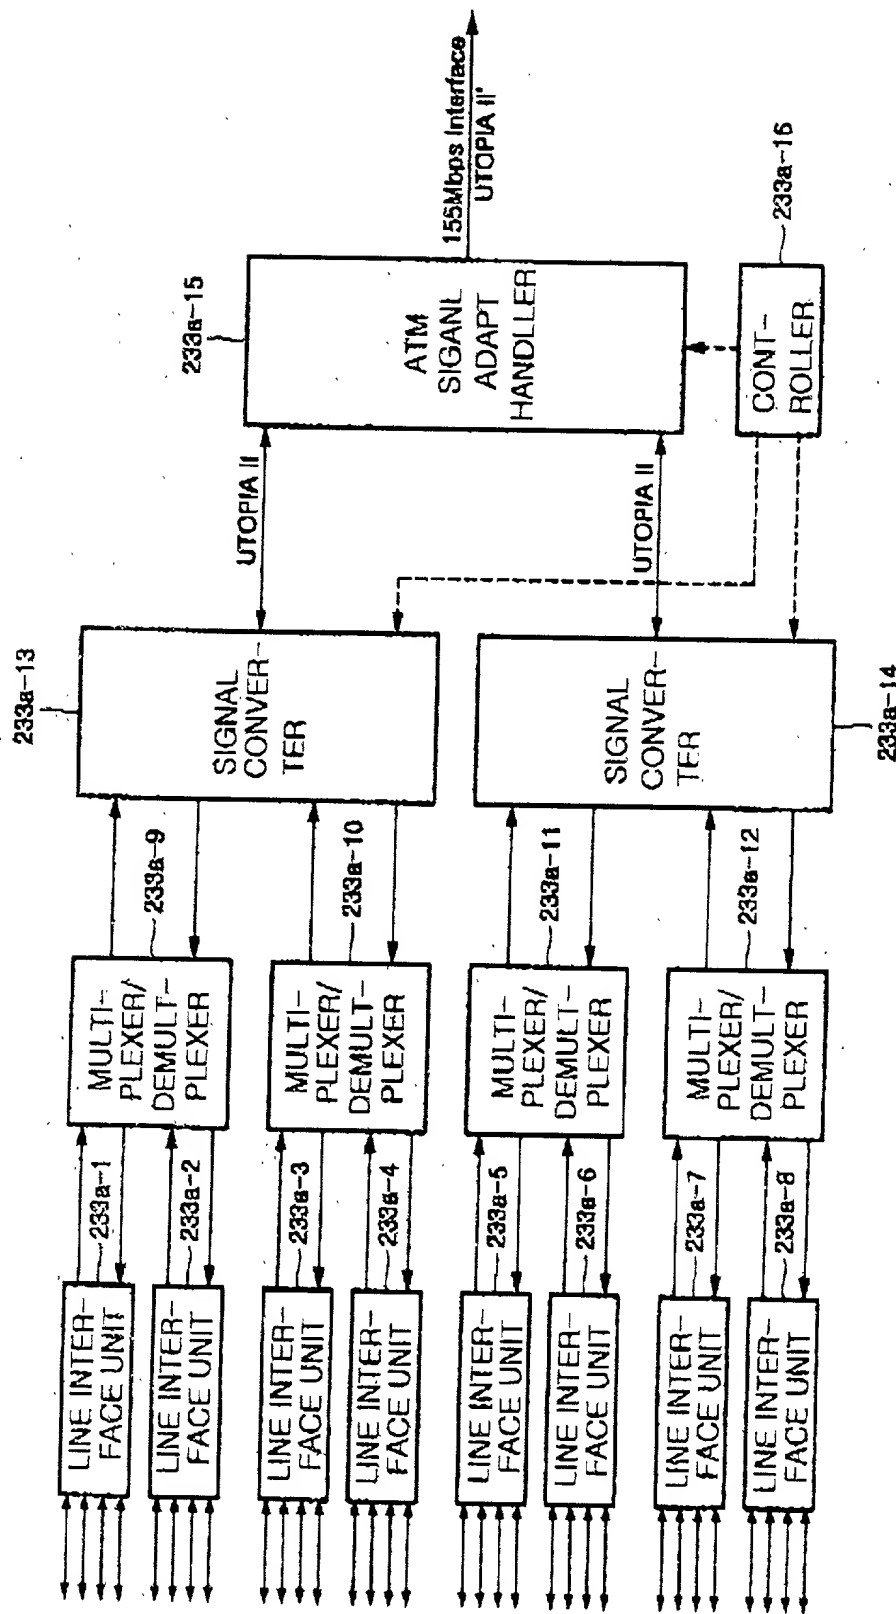 LINE INTER-
FACE UNIT
233a-1
LINE INTER-
FACE UNIT
233a-2
LINE INTER-
FACE UNIT
233a-3
LINE INTER-
FACE UNIT
233a-4
LINE INTER-
FACE UNIT
233a-5
LINE INTER-
FACE UNIT
233a-6
LINE INTER-
FACE UNIT
233a-7
LINE INTER-
FACE UNIT
233a-8
MULTI-
PLEXER/
DEMULT-
PLEXER
233a-9
MULTI-
PLEXER/
DEMULT-
PLEXER
233a-10
MULTI-
PLEXER/
DEMULT-
PLEXER
233a-11
MULTI-
PLEXER/
DEMULT-
PLEXER
233a-12
233a-13
SIGNAL
CONVER-
TER
SIGNAL
CONVER-
TER
233a-14
UTOPIA II
UTOPIA II
233a-15
ATM
SIGANL
ADAPT
HANDLLER
CONT-
ROLLER
233a-16
155Mbps Interface
UTOPIA II'